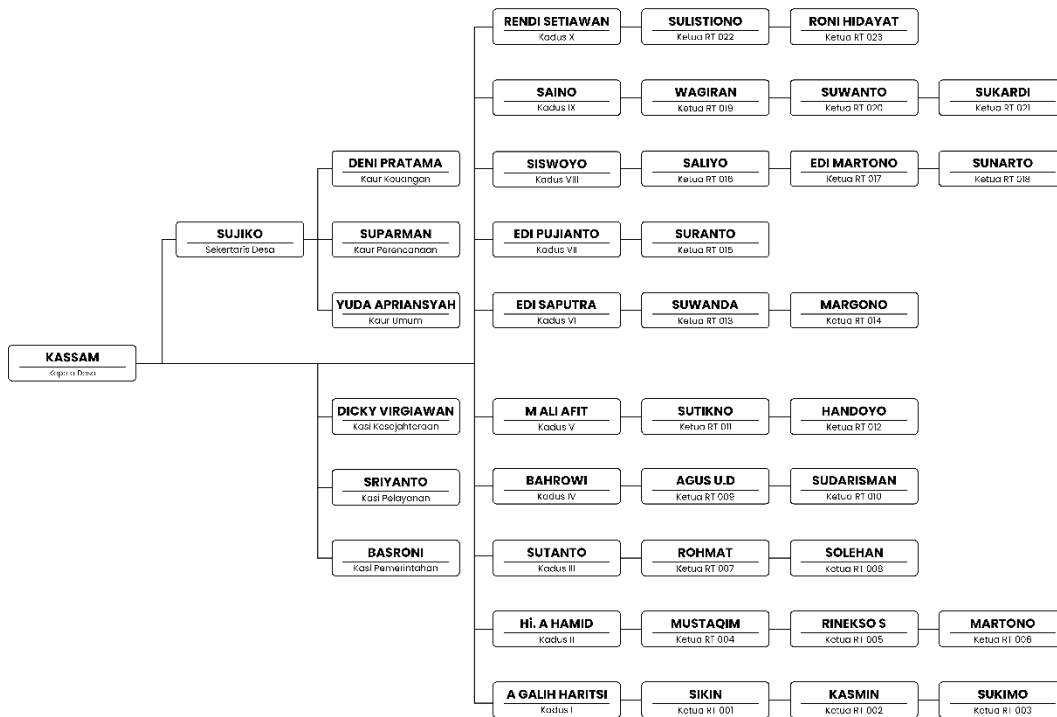 RENDI SETIAWAN
Kadus X
SULISTIONO
Ketua RT 022
RONI HIDAYAT
Ketua RT 023
SAINO
Kadus IX
WAGIRAN
Ketua RT 019
SUWANTO
Ketua RT 020
SUKARDI
Ketua RT 021
DENI PRATAMA
Kaur Keuangan
SISWOYO
Kadus VIII
SALIYO
Ketua RT 016
EDI MARTONO
Ketua RT 017
SUNARTO
Ketua RT 018
SUJIKO
Sekertaris Desa
SUPARMAN
Kaur Perencanaan
EDI PUJIANTO
Kadus VII
SURANTO
Ketua RT 015
YUDA APRIANSYAH
Kaur Umum
EDI SAPUTRA
Kadus VI
SUWANDA
Ketua RT 013
MARGONO
Ketua RT 014
KASSAM
Kepala Desa
DICKY VIRGIAWAN
Kasi Kesejahteraan
M ALI AFIT
Kadus V
SUTIKNO
Ketua RT 011
HANDOYO
Ketua RT 012
SRIYANTO
Kasi Pelayanan
BAHROWI
Kadus IV
AGUS U.D
Ketua RT 009
SUDARISMAN
Ketua RT 010
BASRONI
Kasi Pemerintahan
SUTANTO
Kadus III
ROHMAT
Ketua RT 007
SOLEHAN
Ketua RT 008
Hi. A HAMID
Kadus II
MUSTAQIM
Ketua RT 004
RINEKSO S
Ketua RT 005
MARTONO
Ketua RT 006
A GALIH HARITSI
Kadus I
SIKIN
Ketua RT 001
KASMIN
Ketua RT 002
SUKIMO
Ketua RT 003